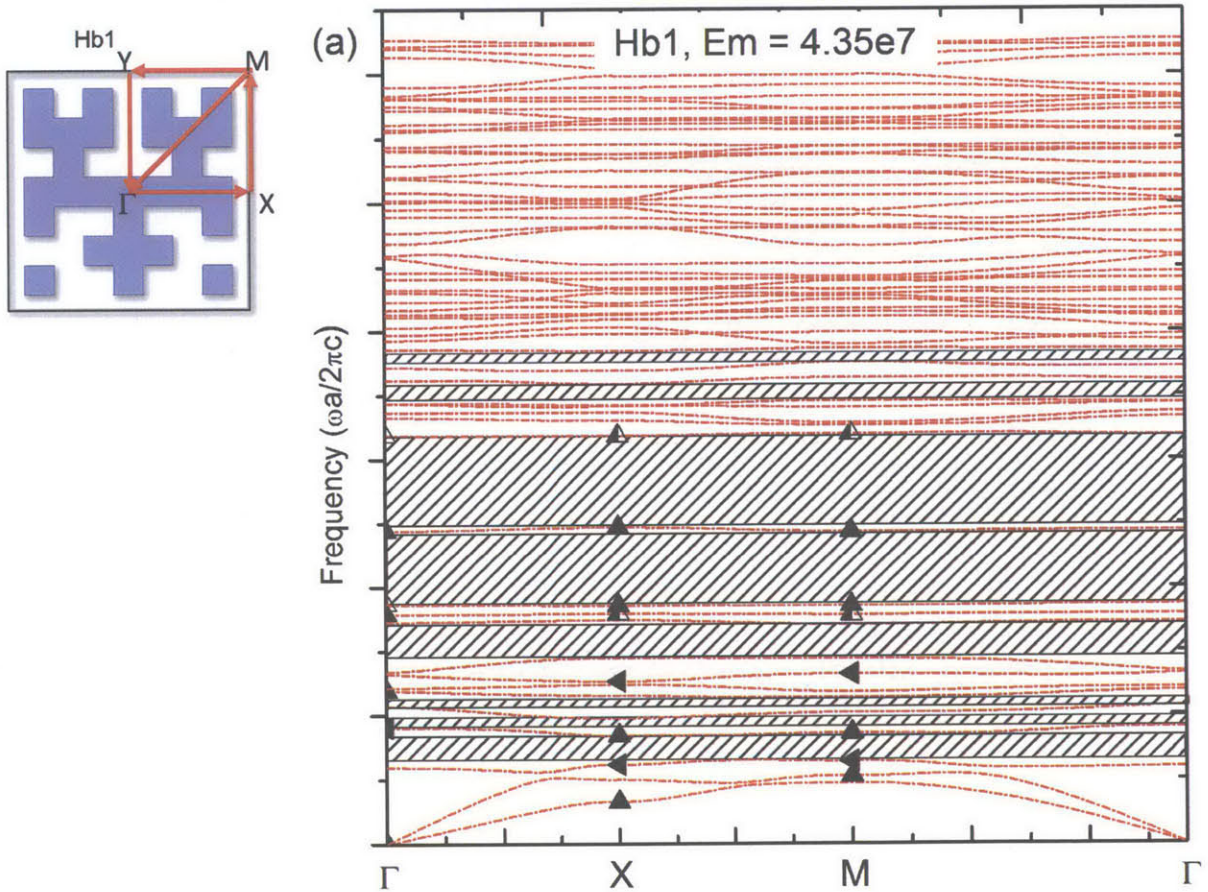 Hb1
Y
M
Γ
X
(a)
Hb1, Em = 4.35e7
Frequency (ωa/2πc)
Γ
X
M
Γ